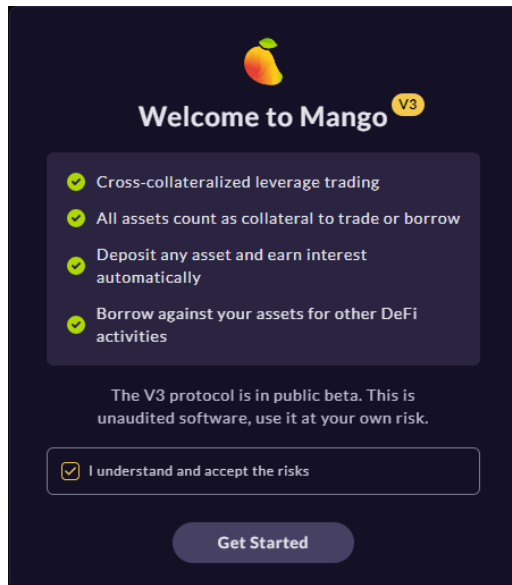 Welcome to Mango V3
Cross-collateralized leverage trading
All assets count as collateral to trade or borrow
Deposit any asset and earn interest
automatically
Borrow against your assets for other DeFi
activities
The V3 protocol is in public beta. This is
unaudited software, use it at your own risk.
I understand and accept the risks
Get Started